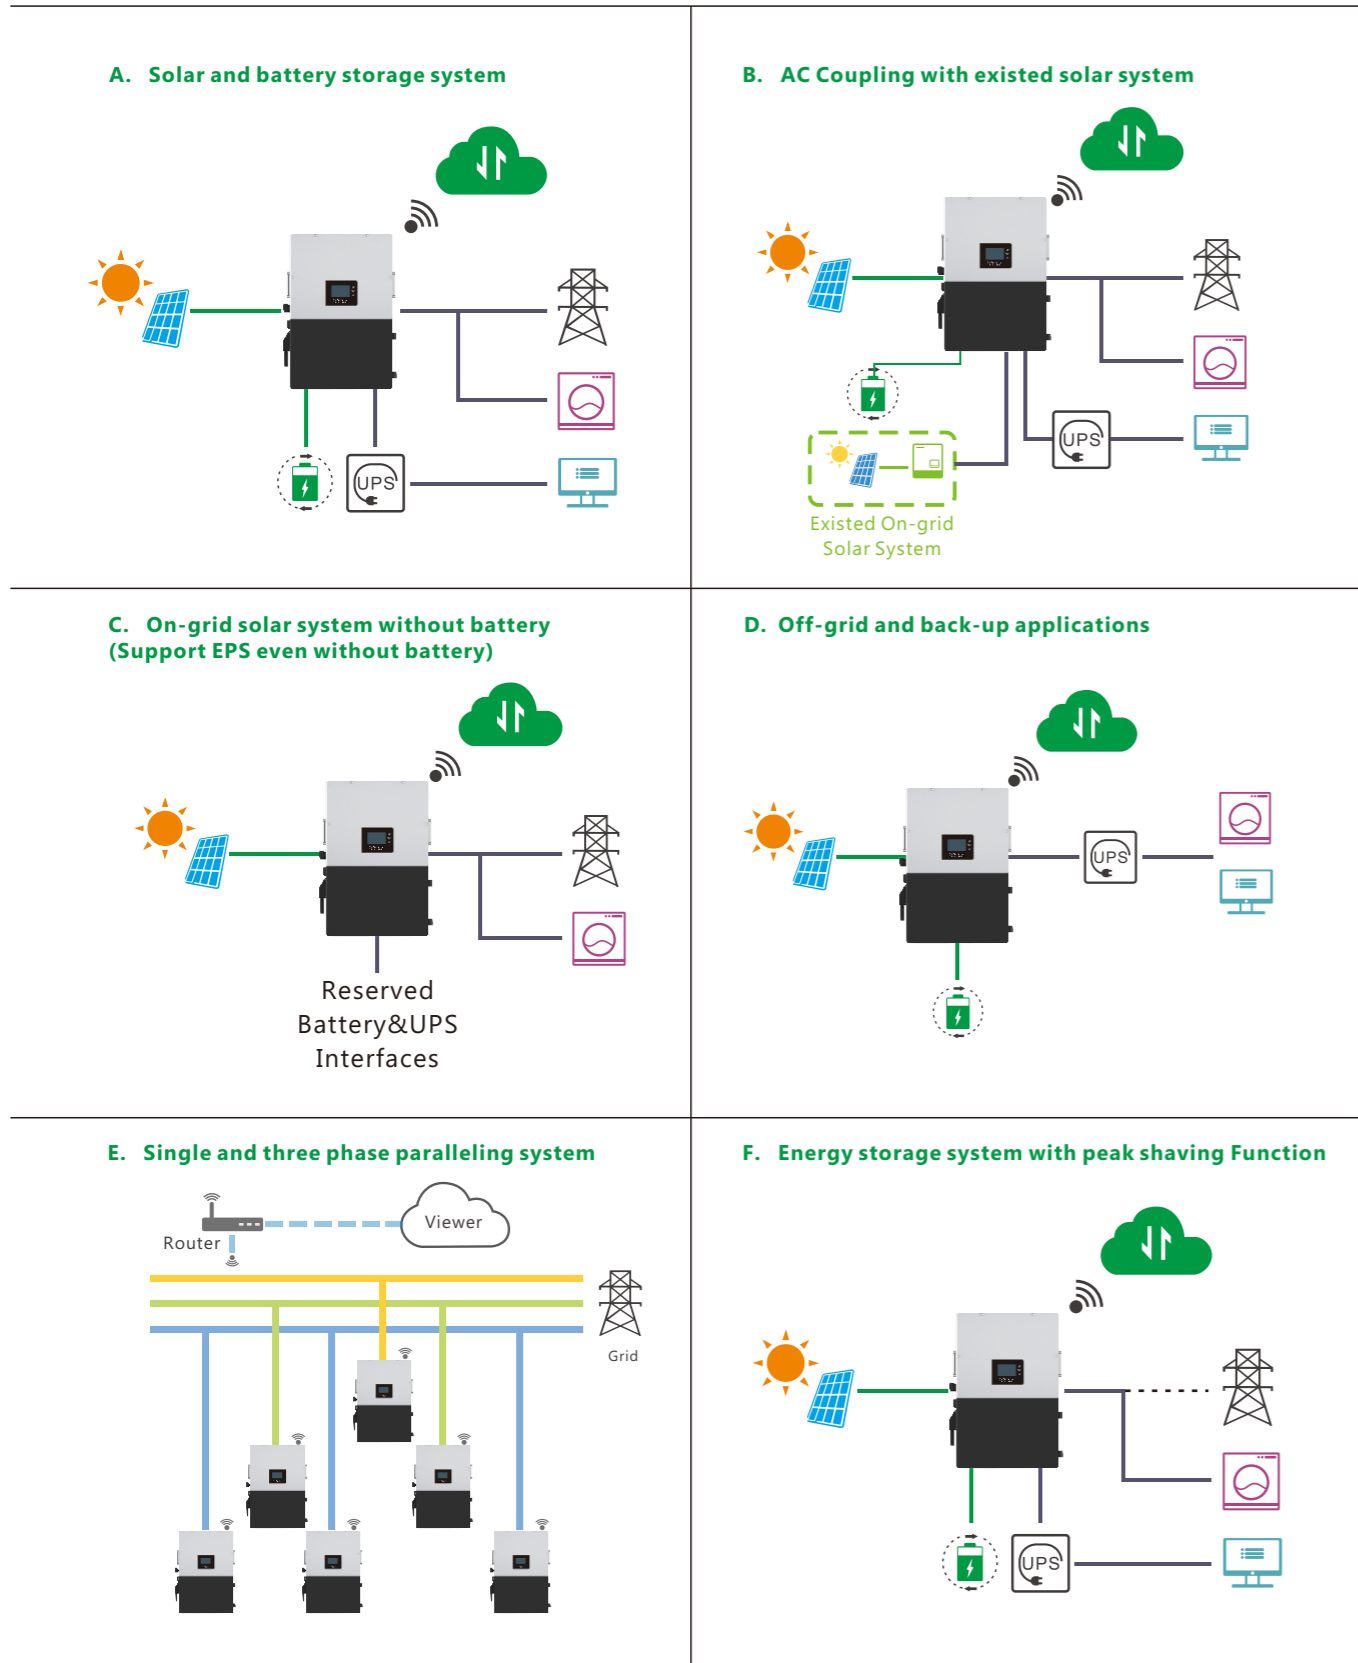 A. Solar and battery storage system
UPS
B. AC Coupling with existed solar system
UPS
Existed On-grid
Solar System
C. On-grid solar system without battery
(Support EPS even without battery)
Reserved
Battery&UPS
Interfaces
D. Off-grid and back-up applications
UPS
E. Single and three phase paralleling system
Viewer
Router
Grid
F. Energy storage system with peak shaving Function
UPS